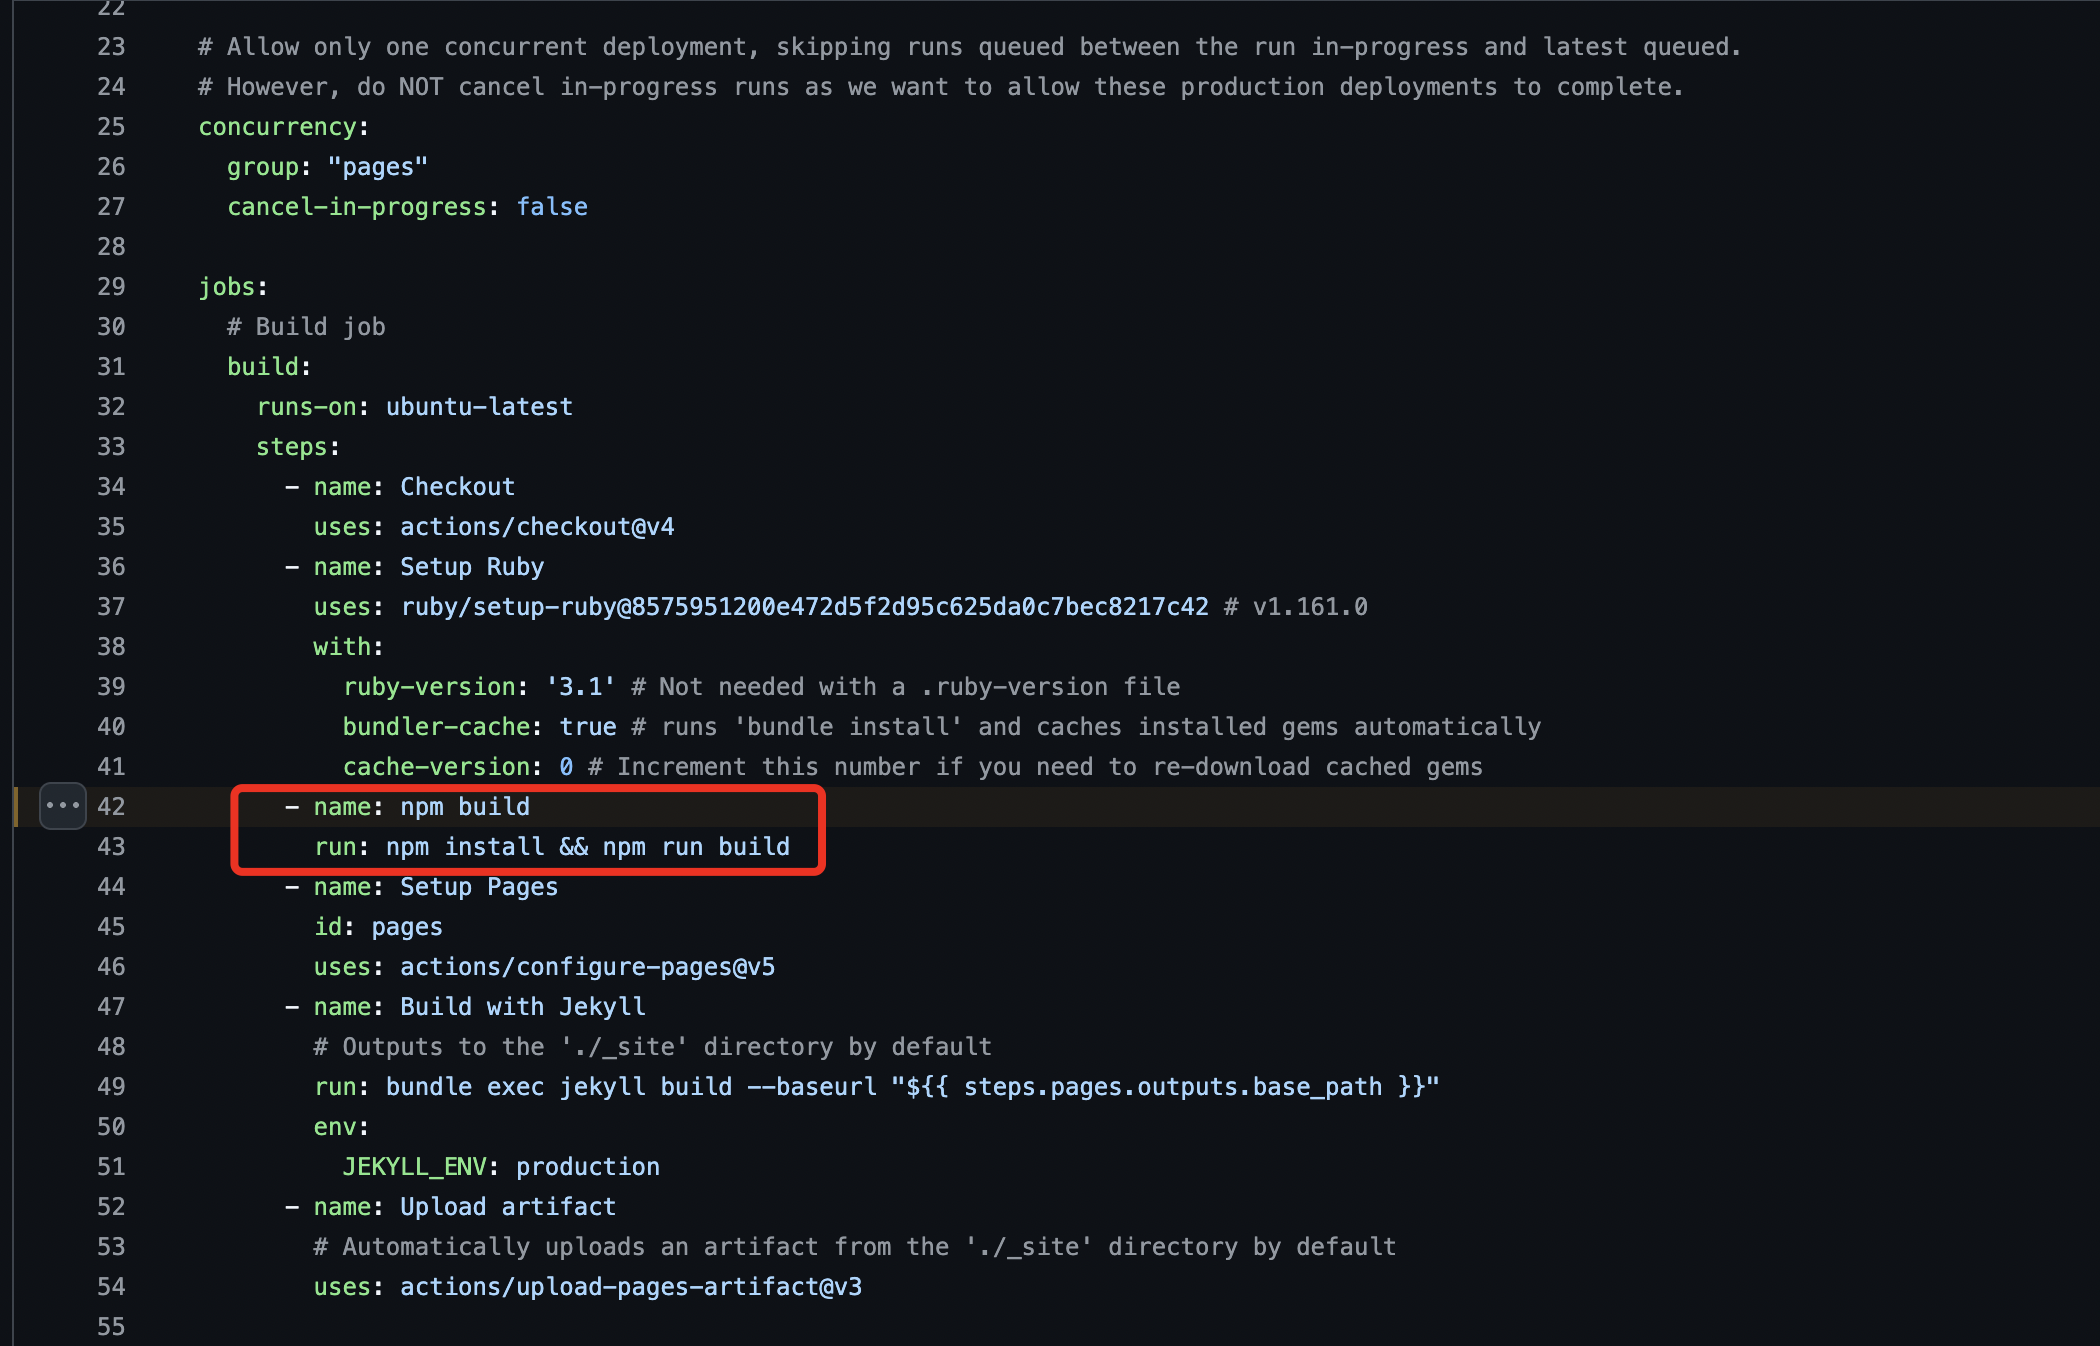 22
23 # Allow only one concurrent deployment, skipping runs queued between the run in-progress and latest queued.
24 # However, do NOT cancel in-progress runs as we want to allow these production deployments to complete.
25 concurrency:
26   group: "pages"
27   cancel-in-progress: false
28
29 jobs:
30   # Build job
31   build:
32     runs-on: ubuntu-latest
33     steps:
34       - name: Checkout
35         uses: actions/checkout@v4
36       - name: Setup Ruby
37         uses: ruby/setup-ruby@8575951200e472d5f2d95c625da0c7bec8217c42 # v1.161.0
38         with:
39           ruby-version: '3.1' # Not needed with a .ruby-version file
40           bundler-cache: true # runs 'bundle install' and caches installed gems automatically
41           cache-version: 0 # Increment this number if you need to re-download cached gems
42       - name: npm build
43         run: npm install && npm run build
44       - name: Setup Pages
45         id: pages
46         uses: actions/configure-pages@v5
47       - name: Build with Jekyll
48         # Outputs to the './_site' directory by default
49         run: bundle exec jekyll build --baseurl "${{ steps.pages.outputs.base_path }}"
50         env:
51           JEKYLL_ENV: production
52       - name: Upload artifact
53         # Automatically uploads an artifact from the './_site' directory by default
54         uses: actions/upload-pages-artifact@v3
55